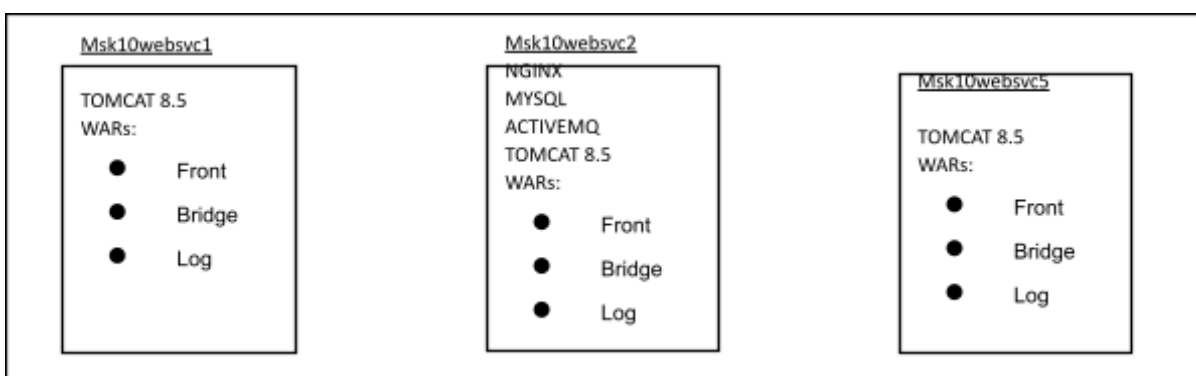 Msk10websvc1
TOMCAT 8.5
WARs:
Front
Bridge
Log
Msk10websvc2
NGINX
MYSQL
ACTIVEMQ
TOMCAT 8.5
WARs:
Front
Bridge
Log
Msk10websvc5
TOMCAT 8.5
WARs:
Front
Bridge
Log